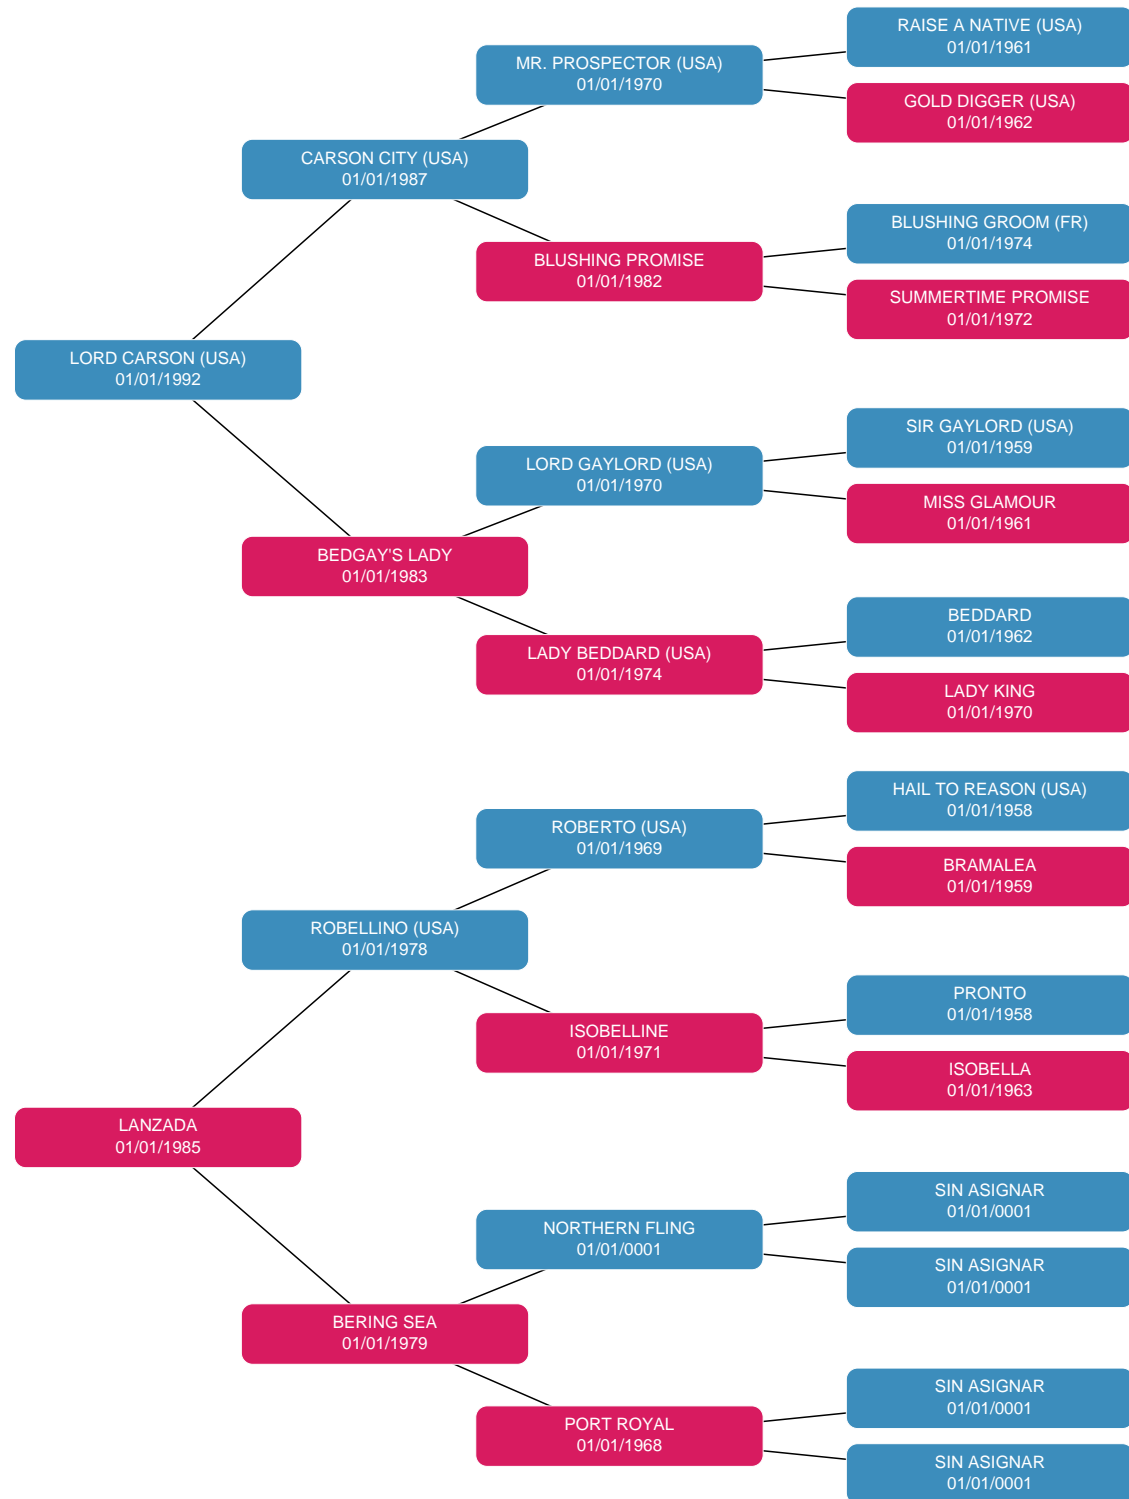 RAISE A NATIVE (USA)
01/01/1961
MR. PROSPECTOR (USA)
01/01/1970
GOLD DIGGER (USA)
01/01/1962
CARSON CITY (USA)
01/01/1987
BLUSHING GROOM (FR)
01/01/1974
BLUSHING PROMISE
01/01/1982
SUMMERTIME PROMISE
01/01/1972
LORD CARSON (USA)
01/01/1992
SIR GAYLORD (USA)
01/01/1959
LORD GAYLORD (USA)
01/01/1970
MISS GLAMOUR
01/01/1961
BEDGAY'S LADY
01/01/1983
BEDDARD
01/01/1962
LADY BEDDARD (USA)
01/01/1974
LADY KING
01/01/1970
HAIL TO REASON (USA)
01/01/1958
ROBERTO (USA)
01/01/1969
BRAMALEA
01/01/1959
ROBELLINO (USA)
01/01/1978
PRONTO
01/01/1958
ISOBELLINE
01/01/1971
ISOBELLA
01/01/1963
LANZADA
01/01/1985
SIN ASIGNAR
01/01/0001
NORTHERN FLING
01/01/0001
SIN ASIGNAR
01/01/0001
BERING SEA
01/01/1979
SIN ASIGNAR
01/01/0001
PORT ROYAL
01/01/1968
SIN ASIGNAR
01/01/0001